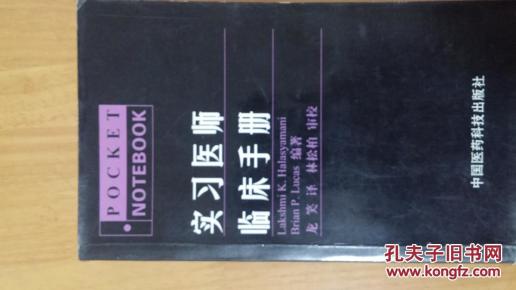 POCKET
NOTEBOOK
实习医师
临床手册
Lakshmi K. Halasyamani
Brian P. Lucas 编著
龙 笑 译 林松柏 审校
中国医药科技出版社
孔夫子旧书网
www.kongfz.com